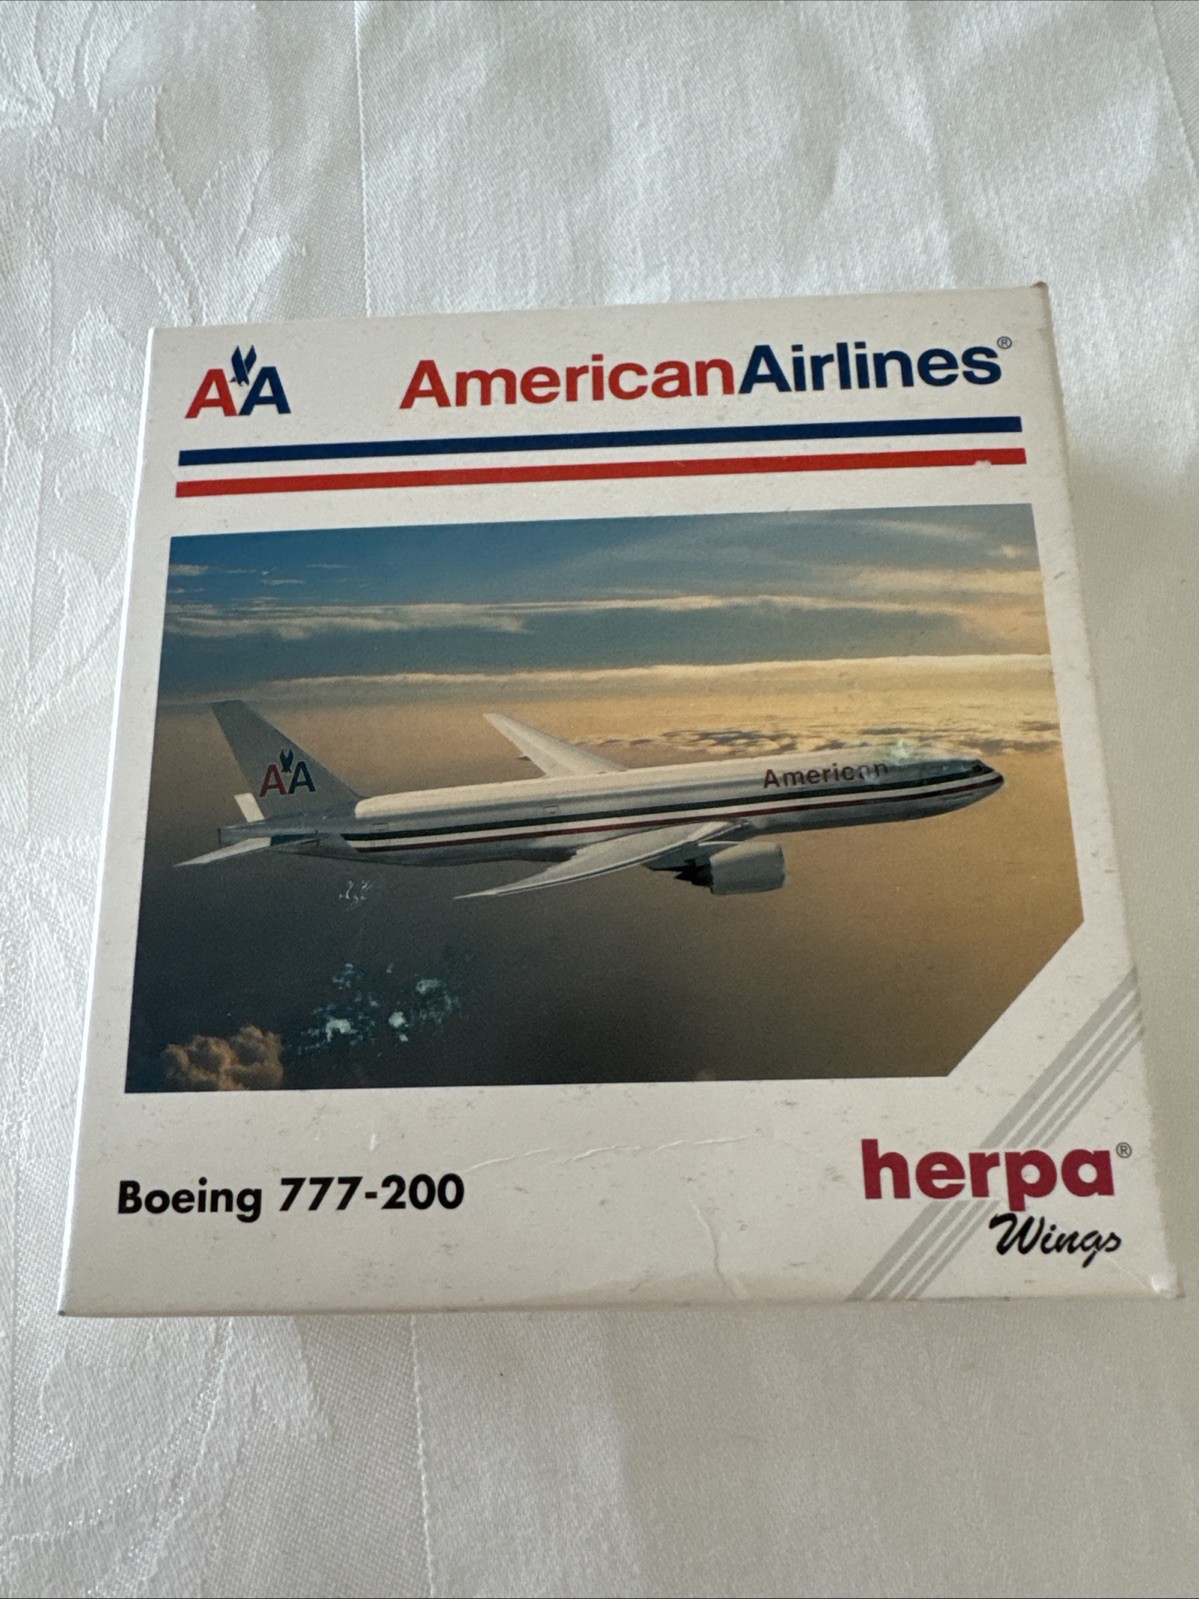 AA AmericanAirlines®
American
AA
Boeing 777-200
herpa®
Wings